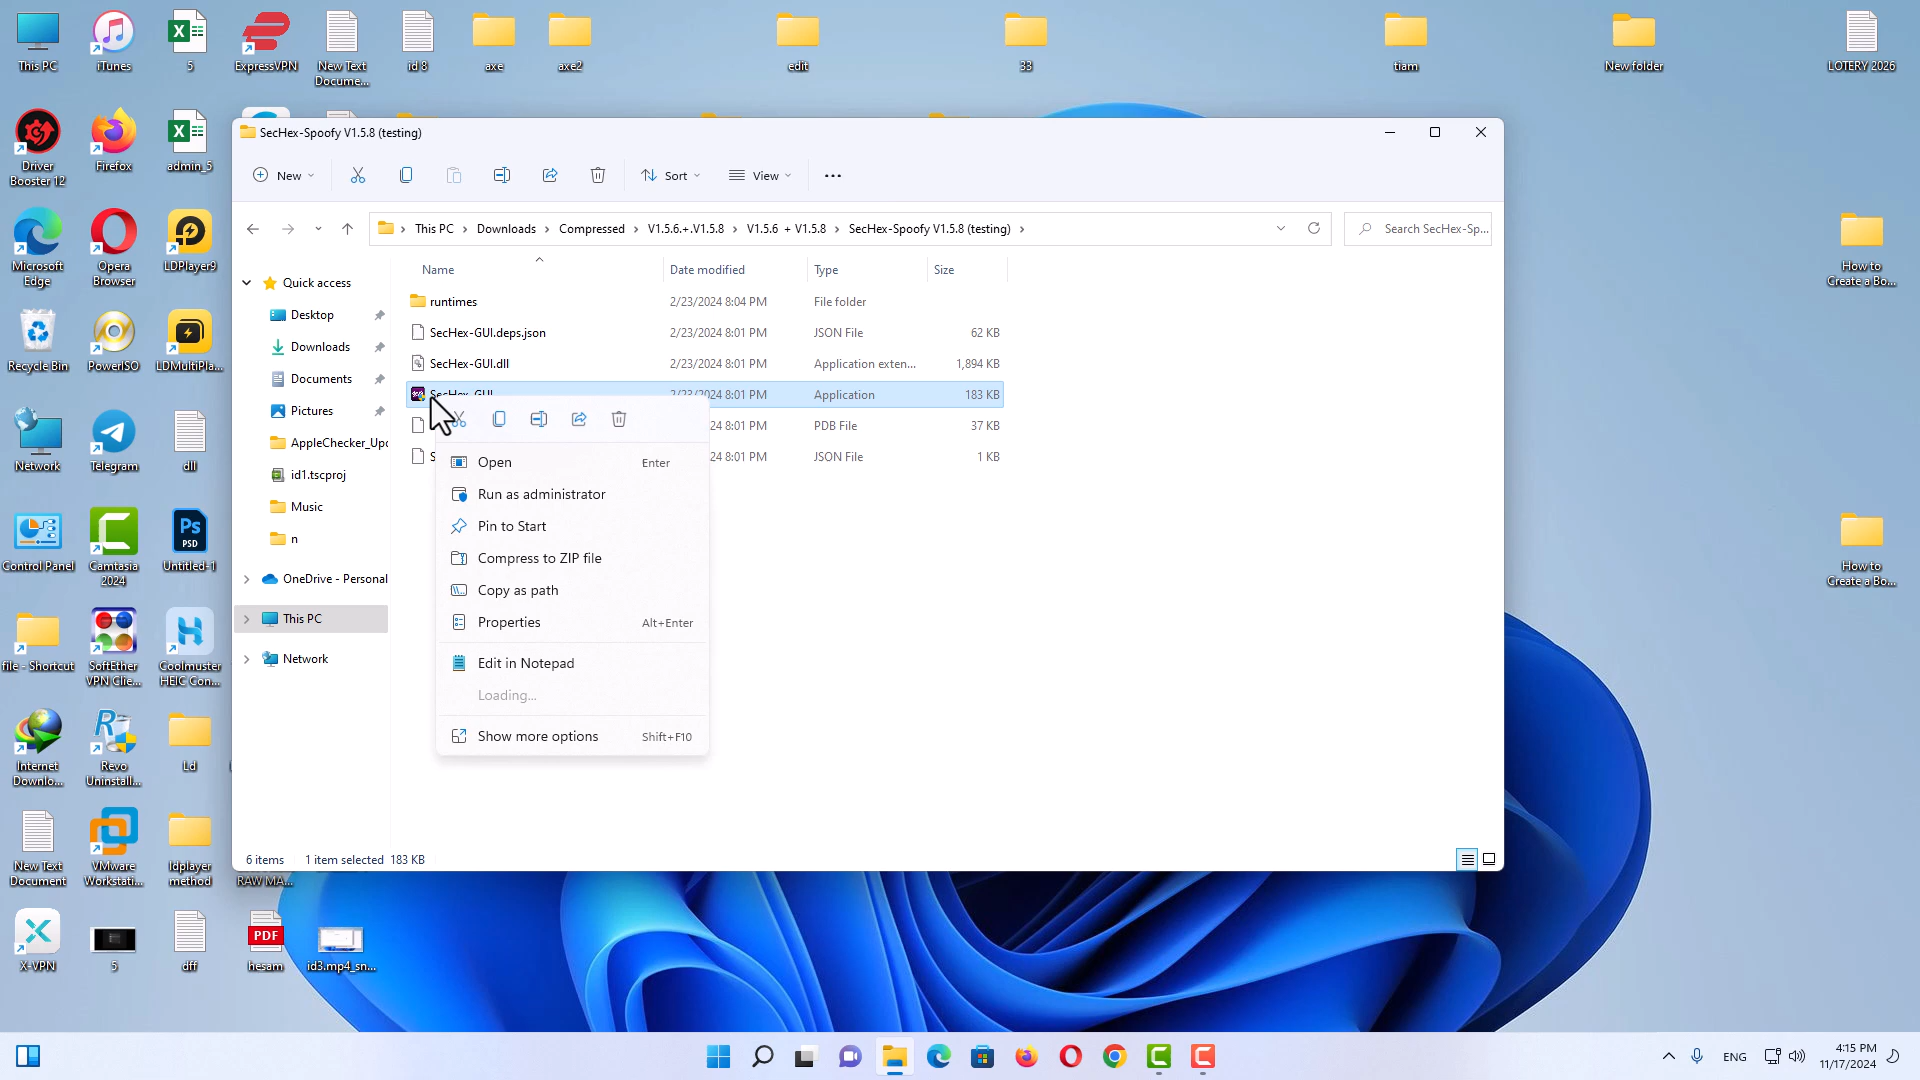 This PC
iTunes
5
ExpressVPN
New Text
Docume...
id 8
axe
axe2
edit
33
tiam
New folder
LOTERY 2026
Driver
Booster 12
Firefox
admin_5
Microsoft
Edge
Opera
Browser
LDPlayer9
How to
Create a Bo...
Recycle Bin
PowerISO
LDMultiPla...
Network
Telegram
dll
Control Panel
Camtasia
2024
Ps
PSD
Untitled-1
How to
Create a Bo...
file - Shortcut
SoftEther
VPN Clie...
Coolmuster
HEIC Con...
Internet
Downlo...
Revo
Uninstall...
Ld
New Text
Document
VMware
Workstati...
ldplayer
method
RAW MA...
X-VPN
5
dff
PDF
hesam
id3.mp4_sn...
SecHex-Spoofy V1.5.8 (testing)
New
Sort
View
This PC > Downloads > Compressed > V1.5.6.+.V1.5.8 > V1.5.6 + V1.5.8 > SecHex-Spoofy V1.5.8 (testing) >
Search SecHex-Sp...
Quick access
Desktop
Downloads
Documents
Pictures
AppleChecker_Upd
id1.tscproj
Music
n
OneDrive - Personal
This PC
Network
Name Date modified Type Size
runtimes 2/23/2024 8:04 PM File folder
SecHex-GUI.deps.json 2/23/2024 8:01 PM JSON File 62 KB
SecHex-GUI.dll 2/23/2024 8:01 PM Application exten... 1,894 KB
SecHex-GUI 2/23/2024 8:01 PM Application 183 KB
24 8:01 PM PDB File 37 KB
S 24 8:01 PM JSON File 1 KB
Open Enter
Run as administrator
Pin to Start
Compress to ZIP file
Copy as path
Properties Alt+Enter
Edit in Notepad
Loading...
Show more options Shift+F10
6 items 1 item selected 183 KB
ENG
4:15 PM
11/17/2024